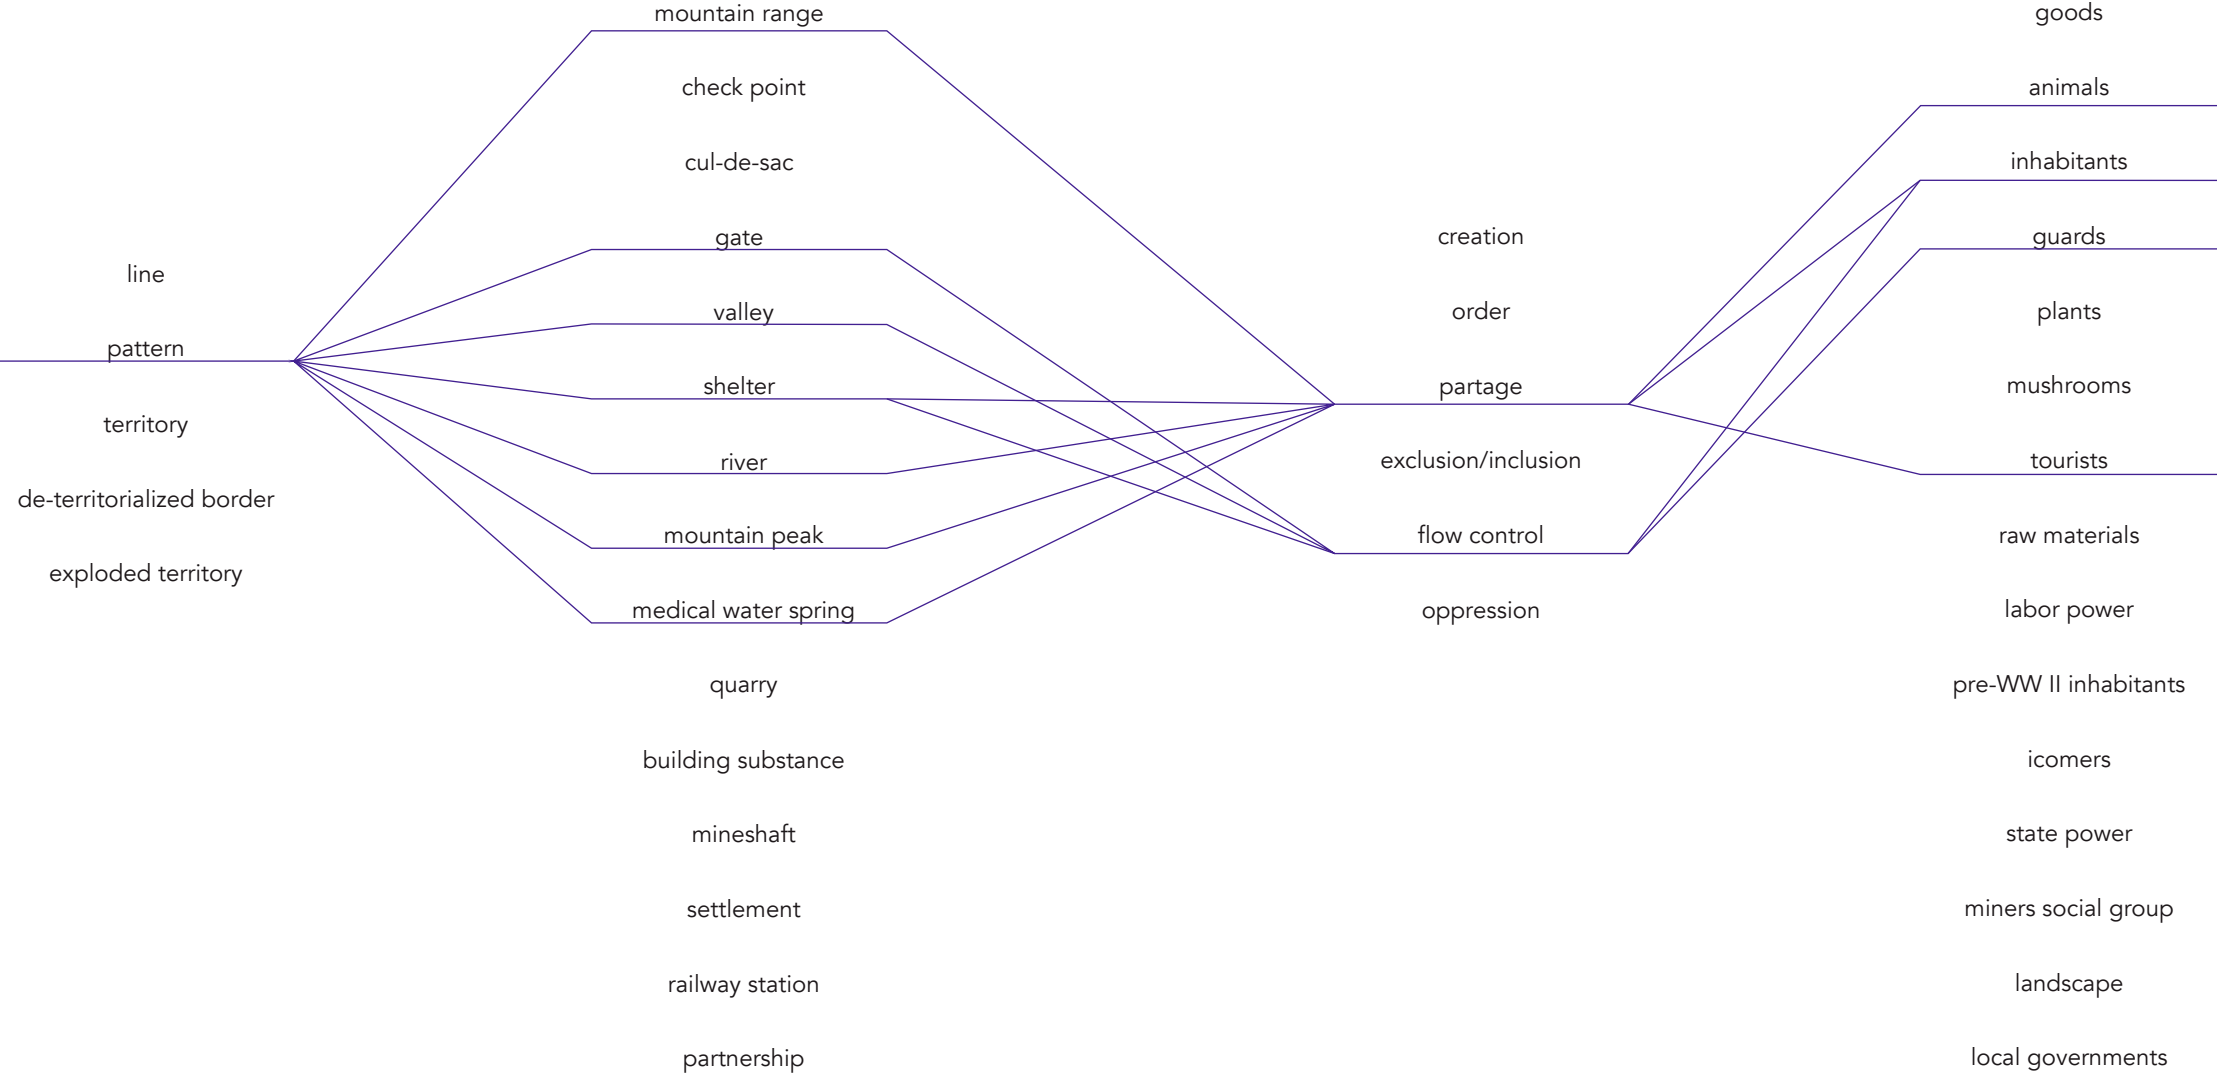 line
pattern
territory
de-territorialized border
exploded territory
mountain range
check point
cul-de-sac
gate
valley
shelter
river
mountain peak
medical water spring
quarry
building substance
mineshaft
settlement
railway station
partnership
creation
order
partage
exclusion/inclusion
flow control
oppression
goods
animals
inhabitants
guards
plants
mushrooms
tourists
raw materials
labor power
pre-WW II inhabitants
icomers
state power
miners social group
landscape
local governments